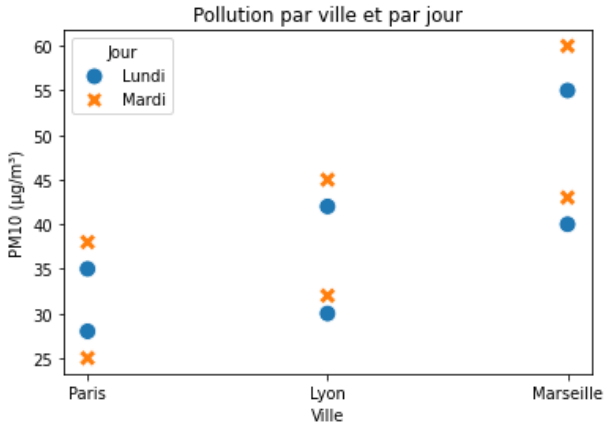 Pollution par ville et par jour
Jour
Lundi
Mardi
PM10 (µg/m³)
60
55
50
45
40
35
30
25
Paris
Lyon
Marseille
Ville